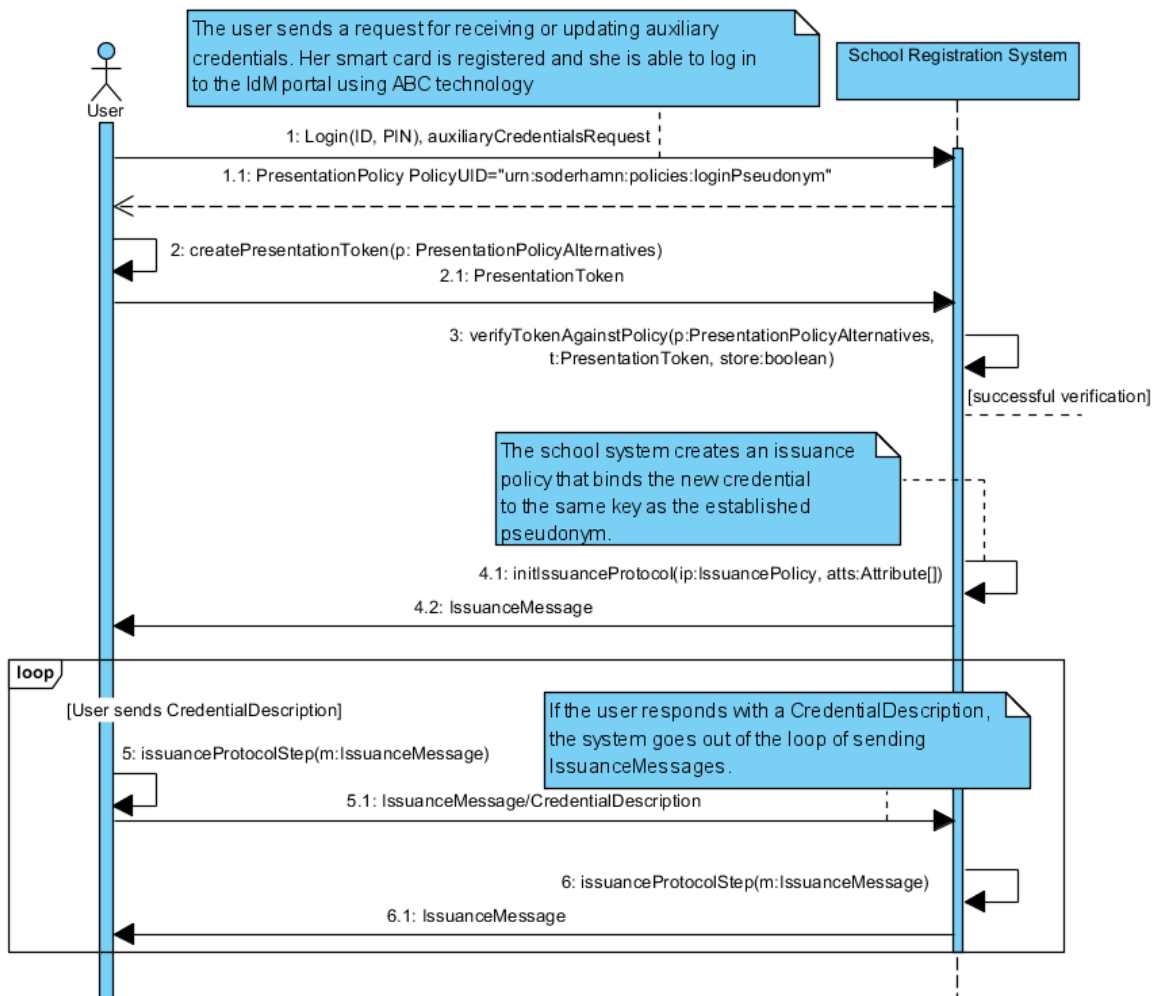 The user sends a request for receiving or updating auxiliary
credentials. Her smart card is registered and she is able to log in
to the IdM portal using ABC technology
School Registration System
User
1: Login(ID, PIN), auxiliaryCredentialsRequest
1.1: PresentationPolicy PolicyUID="urn:soderhamn:policies:loginPseudonym"
2: createPresentationToken(p: PresentationPolicyAlternatives)
2.1: PresentationToken
3: verifyTokenAgainstPolicy(p:PresentationPolicyAlternatives,
t:PresentationToken, store:boolean)
[successful verification]
The school system creates an issuance
policy that binds the new credential
to the same key as the established
pseudonym.
4.1: initIssuanceProtocol(ip:IssuancePolicy, atts:Attribute[])
4.2: IssuanceMessage
loop
[User sends CredentialDescription]
If the user responds with a CredentialDescription,
the system goes out of the loop of sending
IssuanceMessages.
5: issuanceProtocolStep(m:IssuanceMessage)
5.1: IssuanceMessage/CredentialDescription
6: issuanceProtocolStep(m:IssuanceMessage)
6.1: IssuanceMessage